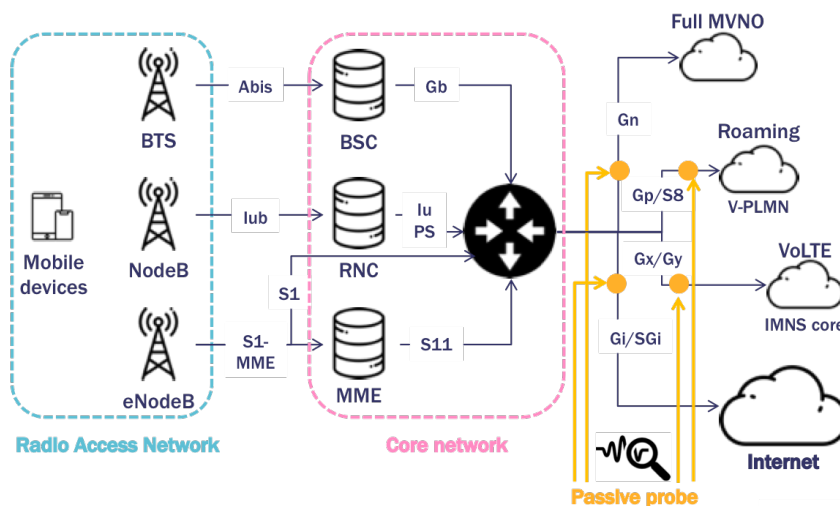 Full MVNO
Abis
Gb
BTS
BSC
Gn
Roaming
Gp/S8
V-PLMN
Iub
Iu
PS
Mobile
devices
NodeB
RNC
Gx/Gy
VoLTE
S1
IMNS core
S1-
MME
S11
Gi/SGi
eNodeB
MME
Radio Access Network
Core network
Internet
Passive probe